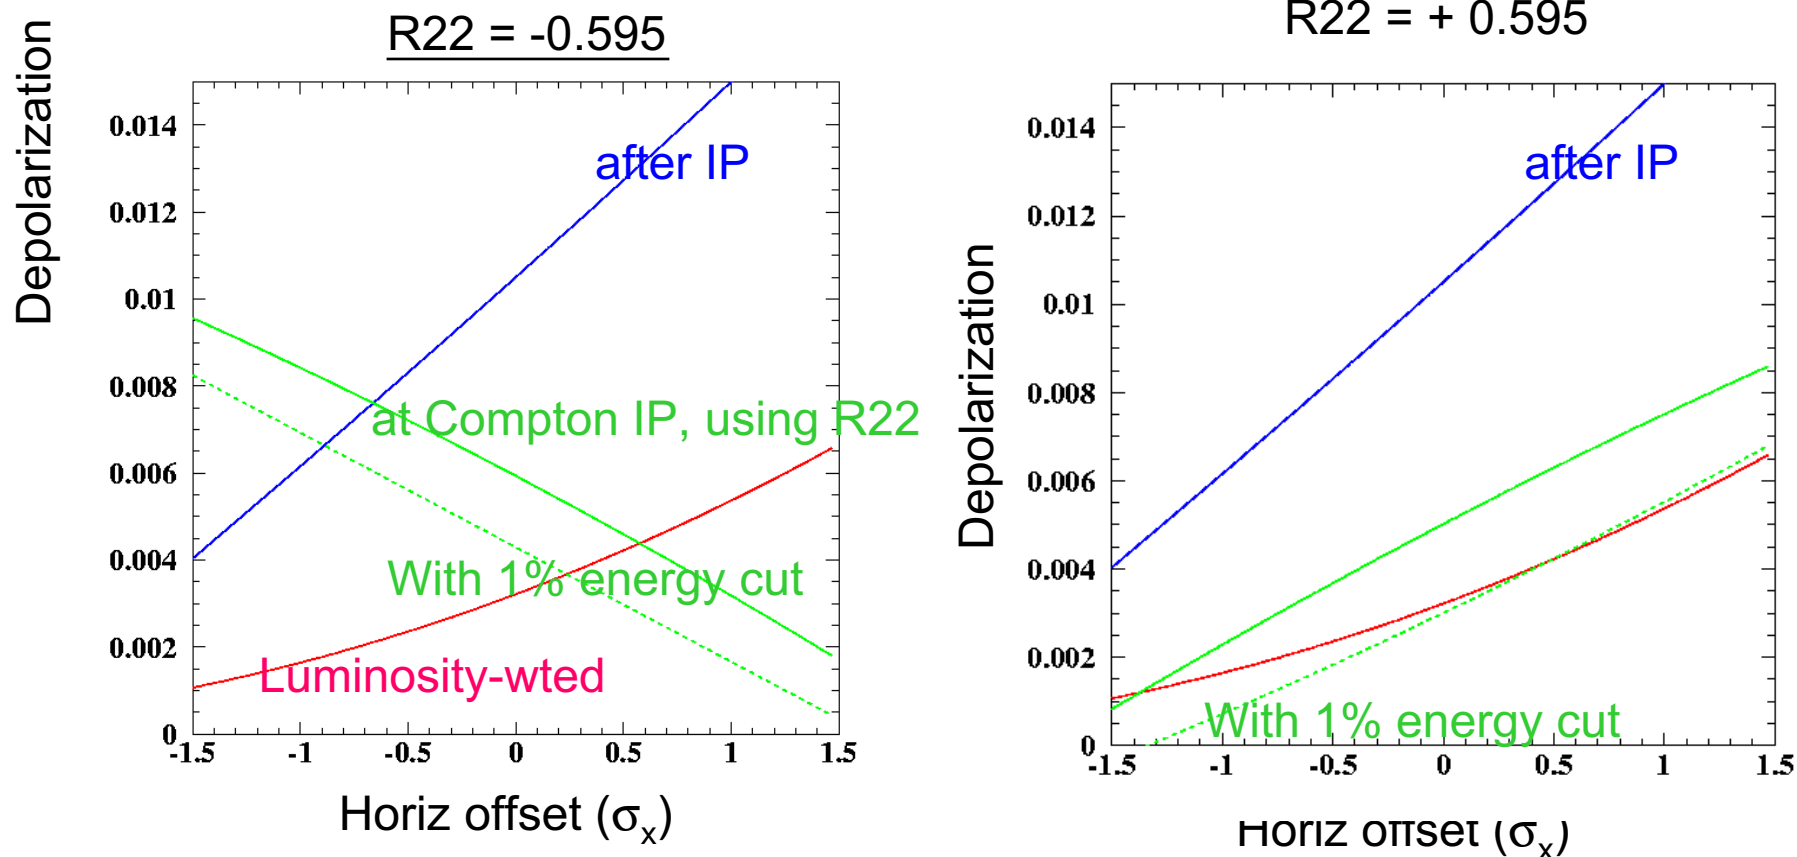 R22 = -0.595
Depolarization
0.014
0.012
0.01
0.008
0.006
0.004
0.002
0
-1.5
-1
-0.5
0
0.5
1
1.5
after IP
at Compton IP, using R22
With 1% energy cut
Luminosity-wted
Horiz offset (σx)
R22 = + 0.595
Depolarization
0.014
0.012
0.01
0.008
0.006
0.004
0.002
0
-1.5
-1
-0.5
0
0.5
1
1.5
after IP
With 1% energy cut
Horiz offset (σx)